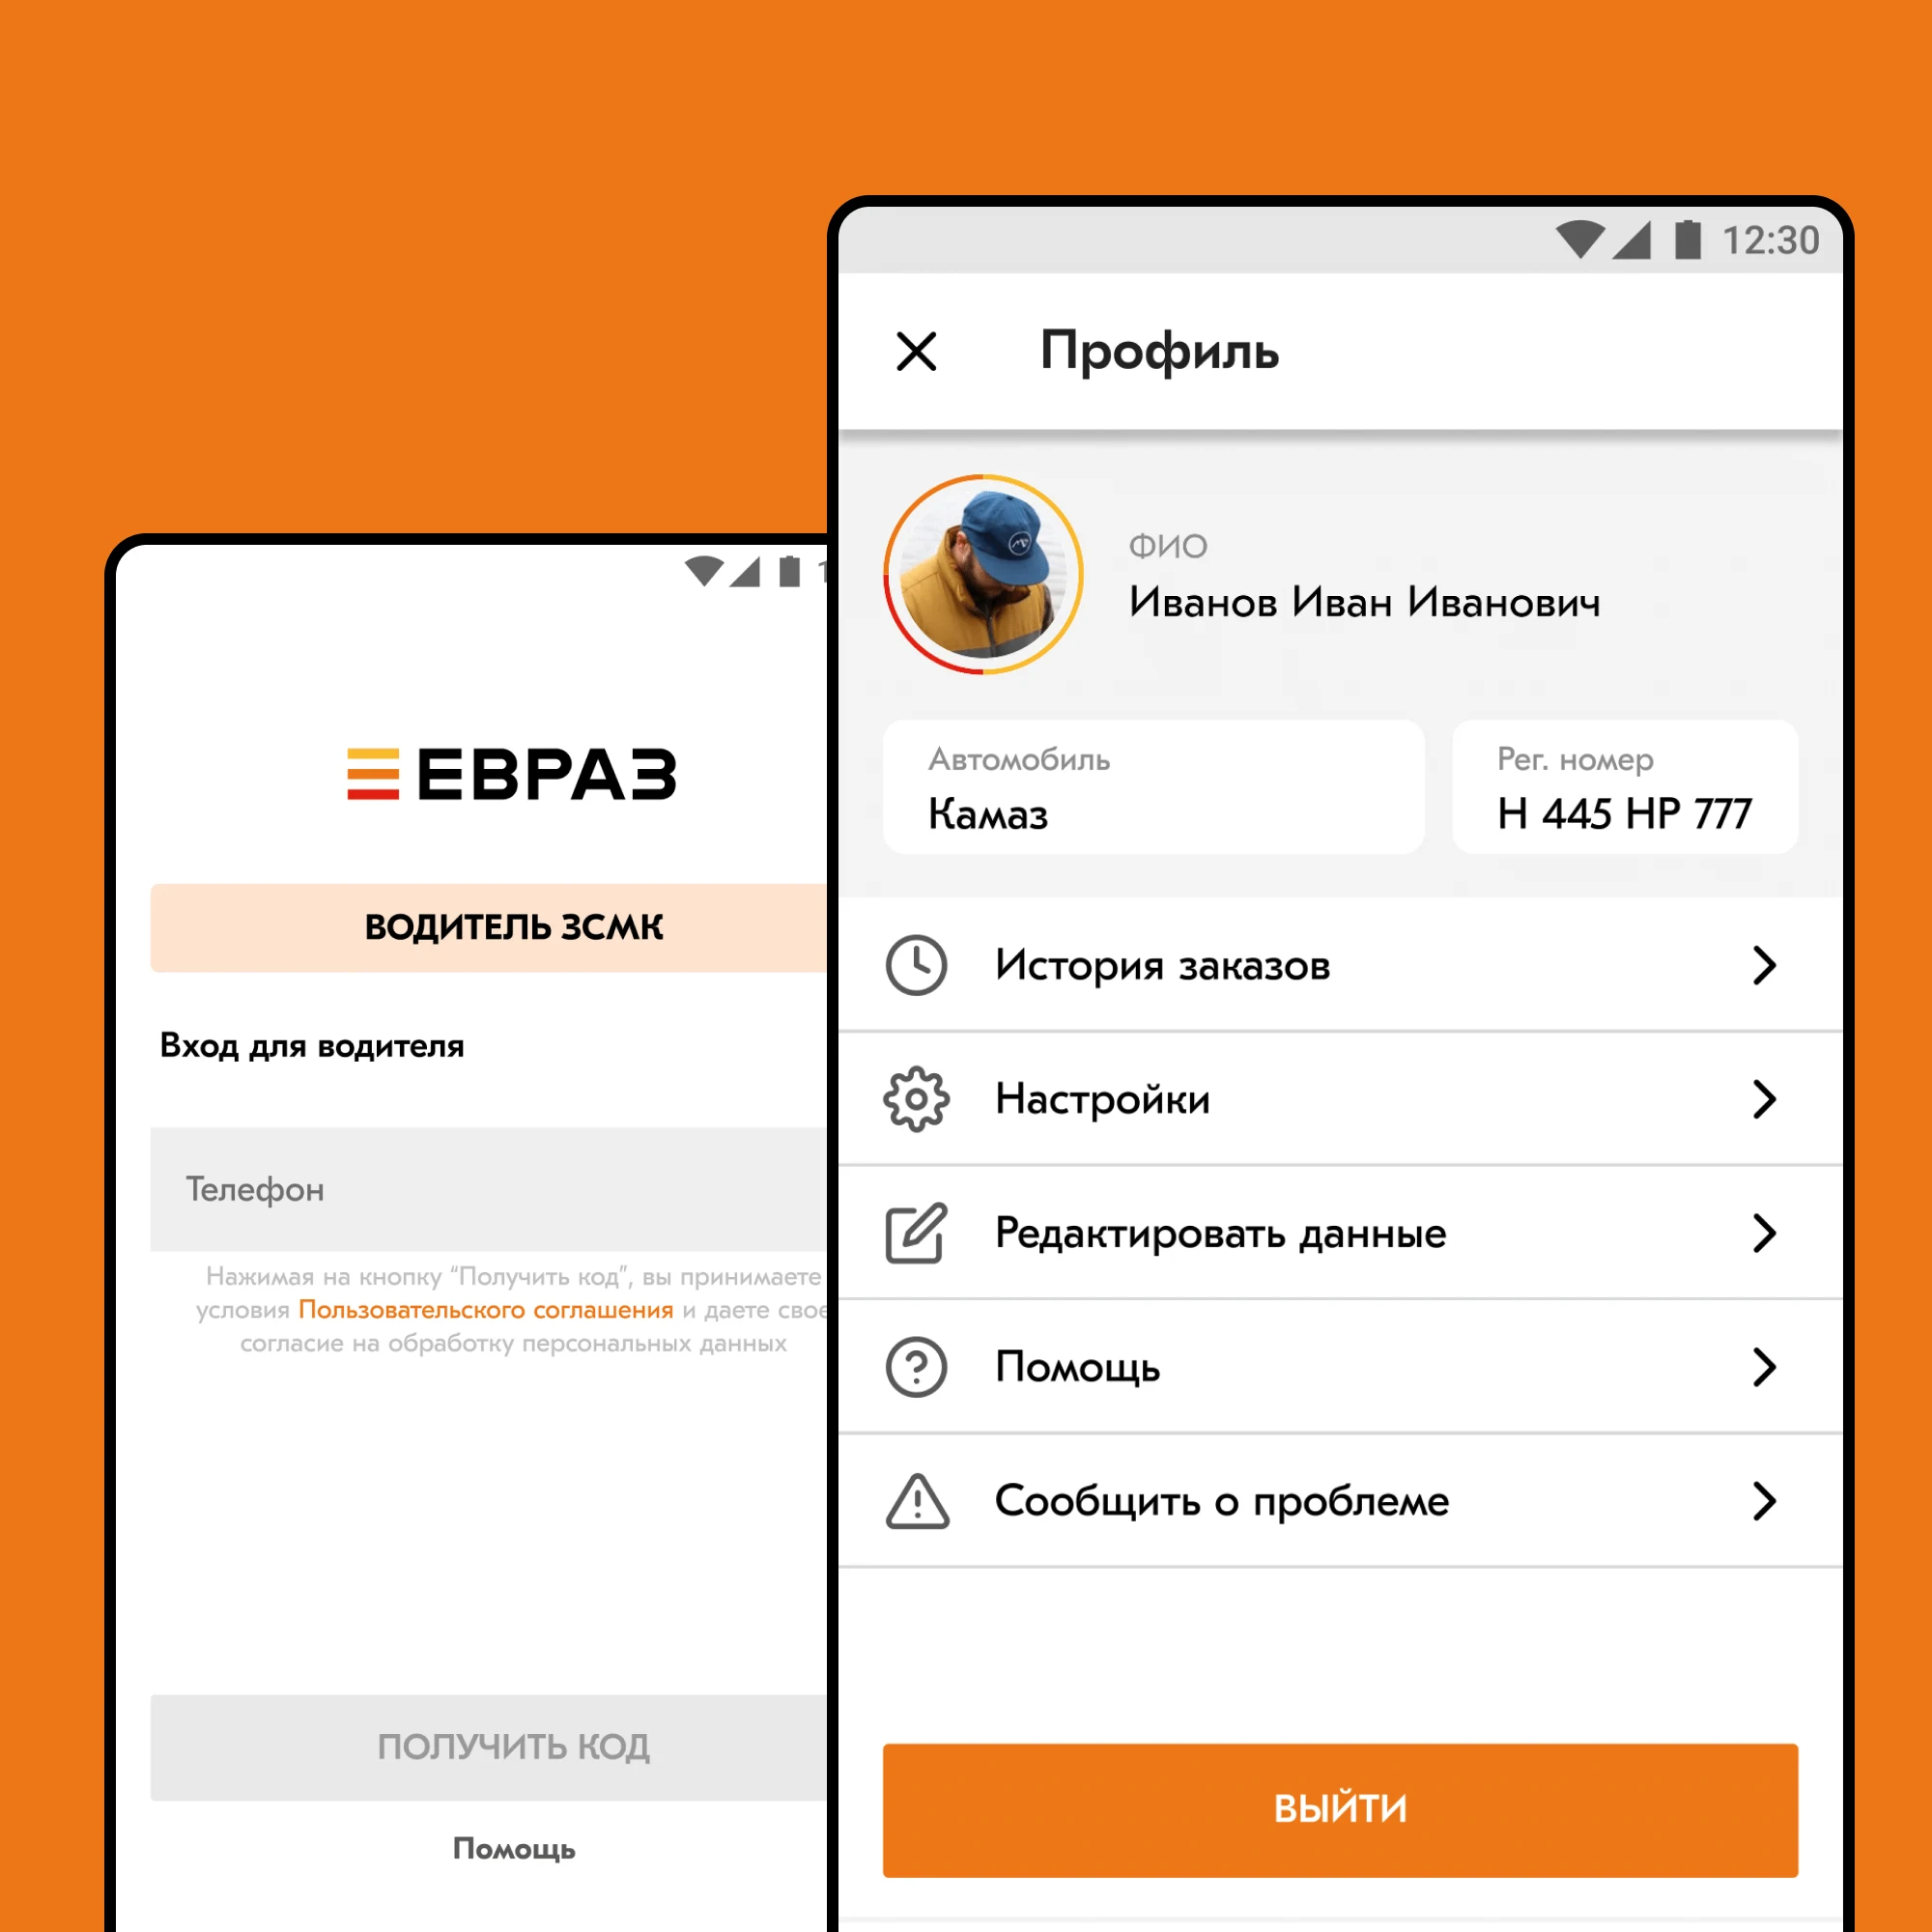 12:30
Профиль
ФИО
Иванов Иван Иванович
Автомобиль
Камаз
Рег. номер
Н 445 НР 777
История заказов
Настройки
Редактировать данные
Помощь
Сообщить о проблеме
ВЫЙТИ
ЕВРАЗ
ВОДИТЕЛЬ ЗСМК
Вход для водителя
Телефон
Нажимая на кнопку “Получить код”, вы принимаете
условия Пользовательского соглашения и даете свое
согласие на обработку персональных данных
ПОЛУЧИТЬ КОД
Помощь